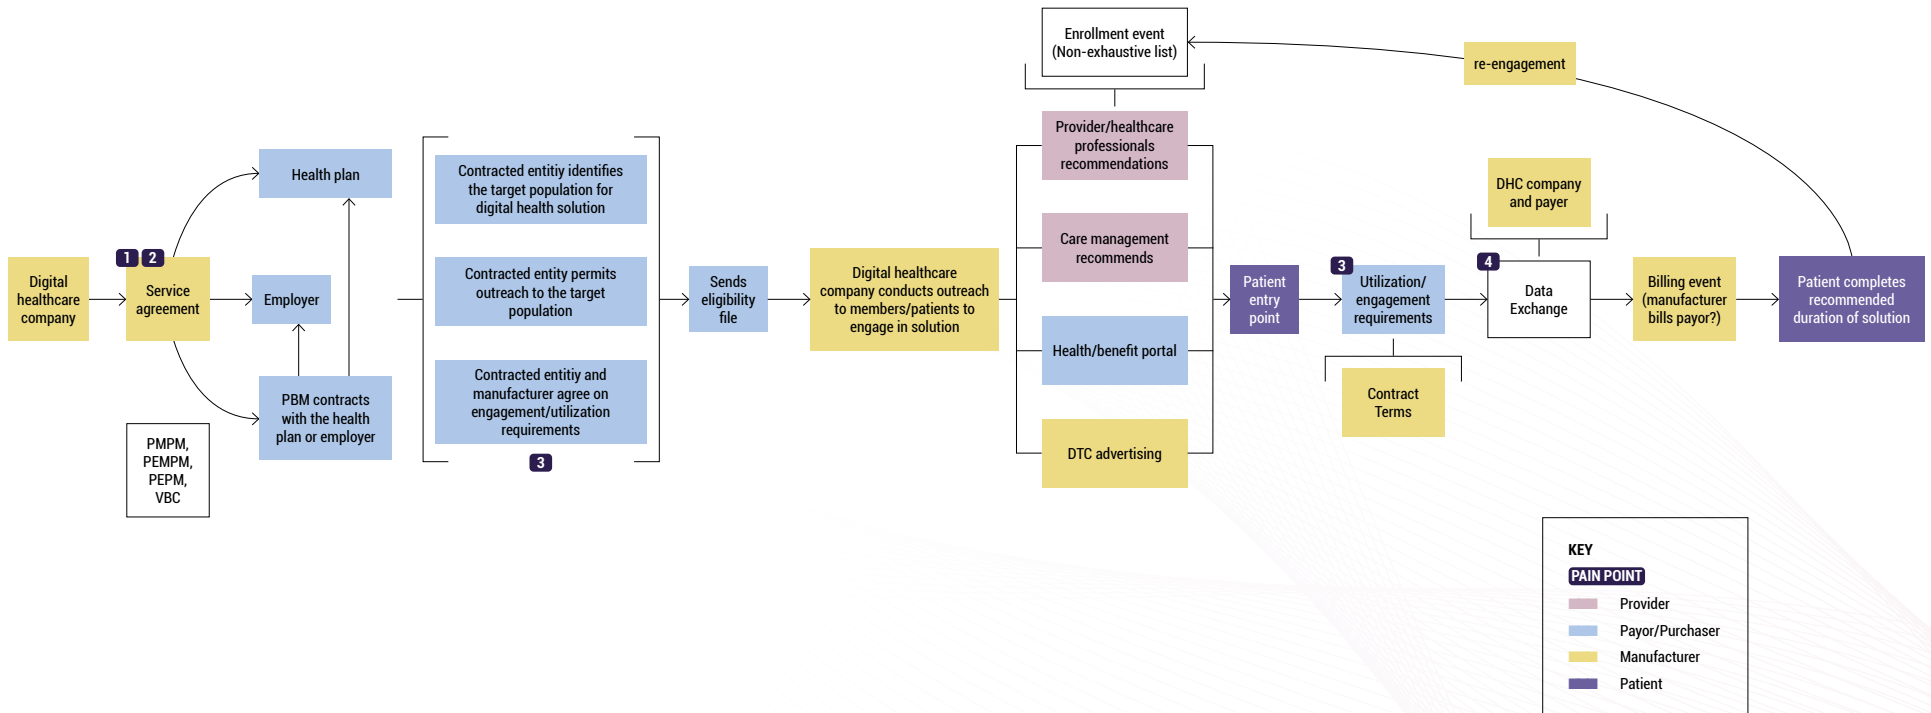 Digital
healthcare
company
1 2
Service
agreement
PMPM,
PEMPM,
PEPM,
VBC
Health plan
Employer
PBM contracts
with the health
plan or employer
Contracted entitiy identifies
the target population for
digital health solution
Contracted entity permits
outreach to the target
population
Contracted entitiy and
manufacturer agree on
engagement/utilization
requirements
3
Sends
eligibility
file
Digital healthcare
company conducts outreach
to members/patients to
engage in solution
Enrollment event
(Non-exhaustive list)
Provider/healthcare
professionals
recommendations
Care management
recommends
Health/benefit portal
DTC advertising
Patient
entry
point
3
Utilization/
engagement
requirements
Contract
Terms
DHC company
and payer
4
Data
Exchange
Billing event
(manufacturer
bills payor?)
Patient completes
recommended
duration of solution
re-engagement
KEY
PAIN POINT
Provider
Payor/Purchaser
Manufacturer
Patient